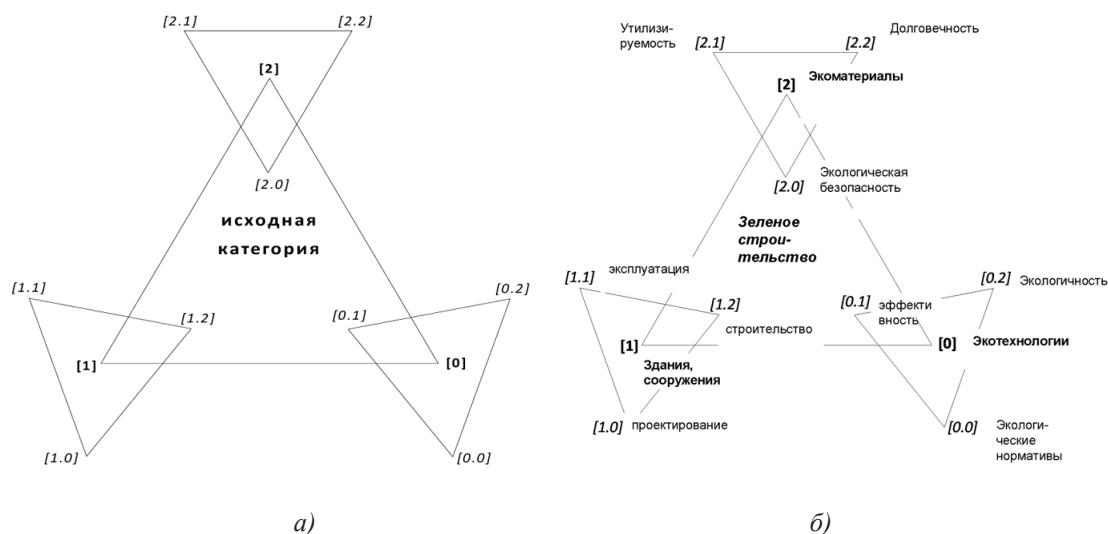 [2.1] [2.2]
[2]
[2.0]
исходная
категория
[1.1] [0.2]
[1.2] [0.1]
[1] [0]
[1.0] [0.0]
а)
Утилизи-
руемость
[2.1] [2.2] Долговечность
[2] Экоматериалы
[2.0] Экологическая
безопасность
Зеленое
строи-
тельство
[1.1] эксплуатация
[0.2] Экологичность
[1.2] [0.1] эффекти
вность
строительство
[1] [0] Экотехнологии
Здания,
сооружения
[1.0] проектирование
[0.0] Экологи-
ческие
нормативы
б)